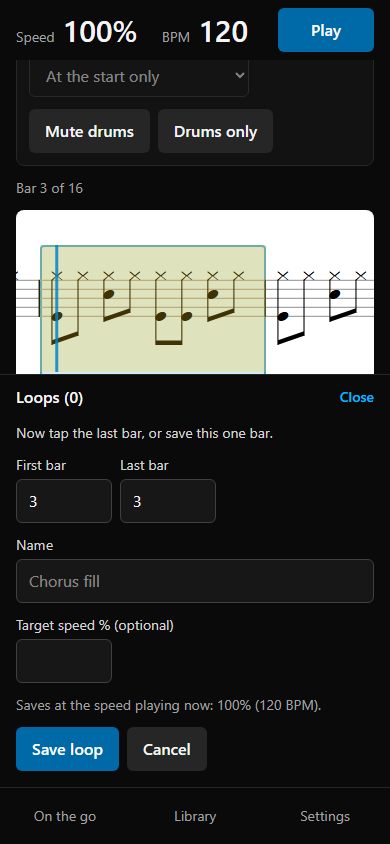 Speed 100% BPM 120 Play
At the start only
Mute drums Drums only
Bar 3 of 16
Loops (0) Close
Now tap the last bar, or save this one bar.
First bar Last bar
3 3
Name
Chorus fill
Target speed % (optional)
Saves at the speed playing now: 100% (120 BPM).
Save loop Cancel
On the go Library Settings